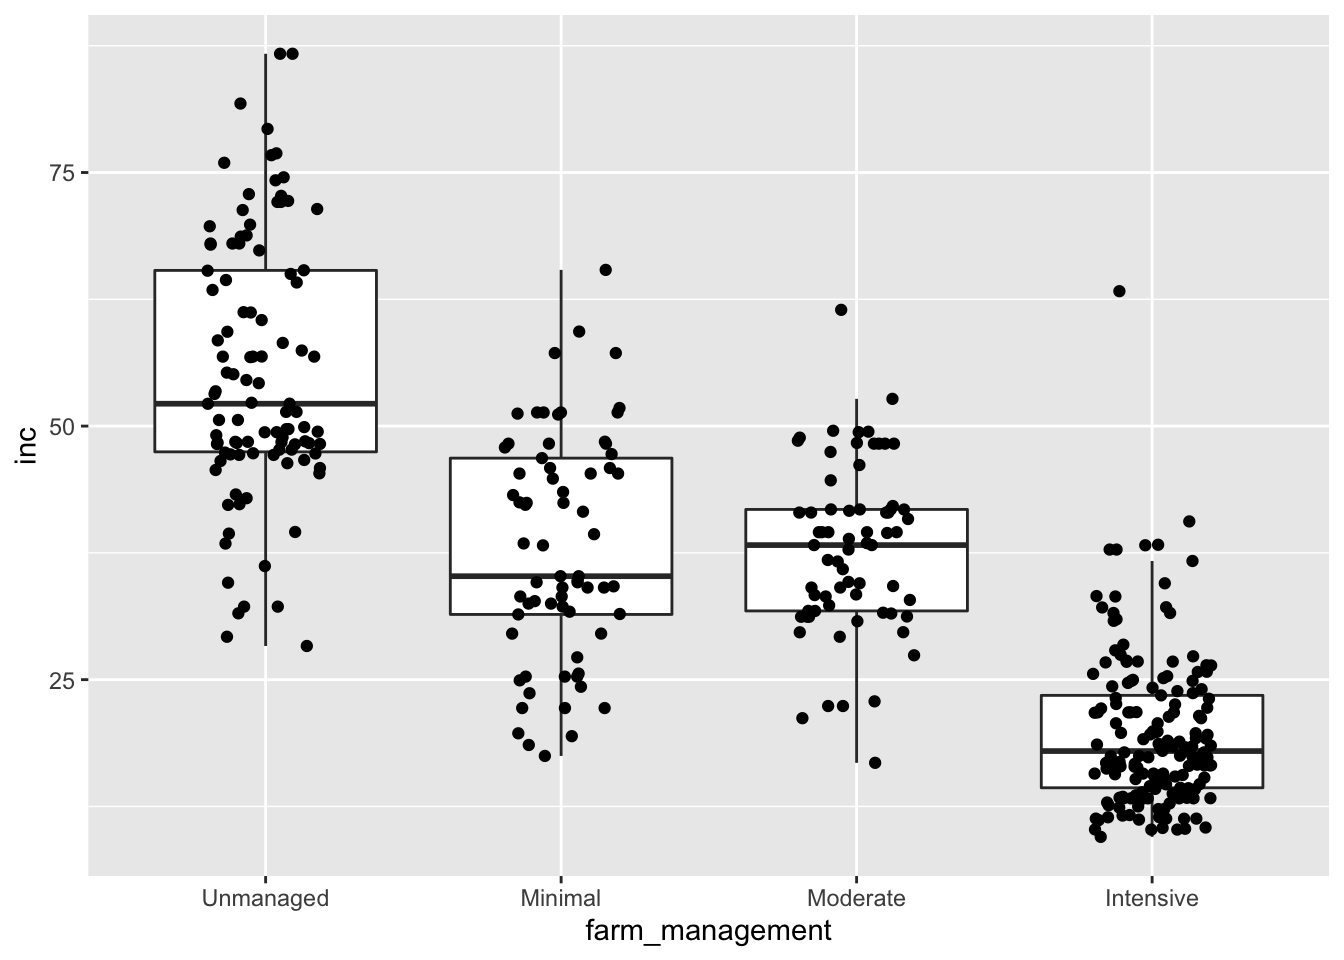 75
50
25
inc
Unmanaged
Minimal
Moderate
Intensive
farm_management